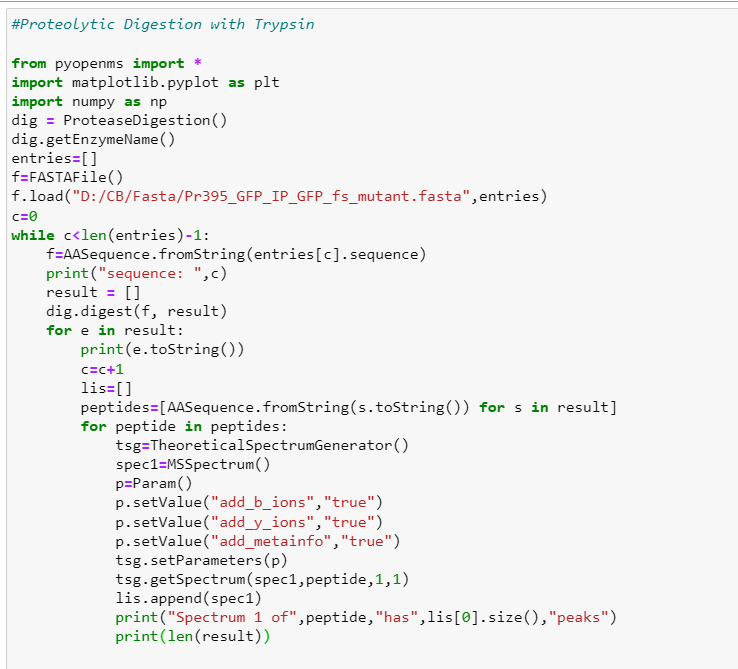 #Proteolytic Digestion with Trypsin
from pyopenms import *
import matplotlib.pyplot as plt
import numpy as np
dig = ProteaseDigestion()
dig.getEnzymeName()
entries=[]
f=FASTAFile()
f.load("D:/CB/Fasta/Pr395_GFP_IP_GFP_fs_mutant.fasta",entries)
c=0
while c<len(entries)-1:
    f=AASequence.fromString(entries[c].sequence)
    print("sequence: ",c)
    result = []
    dig.digest(f, result)
    for e in result:
        print(e.toString())
        c=c+1
        lis=[]
        peptides=[AASequence.fromString(s.toString()) for s in result]
        for peptide in peptides:
            tsg=TheoreticalSpectrumGenerator()
            spec1=MSSpectrum()
            p=Param()
            p.setValue("add_b_ions","true")
            p.setValue("add_y_ions","true")
            p.setValue("add_metainfo","true")
            tsg.setParameters(p)
            tsg.getSpectrum(spec1,peptide,1,1)
            lis.append(spec1)
            print("Spectrum 1 of",peptide,"has",lis[0].size(),"peaks")
            print(len(result))